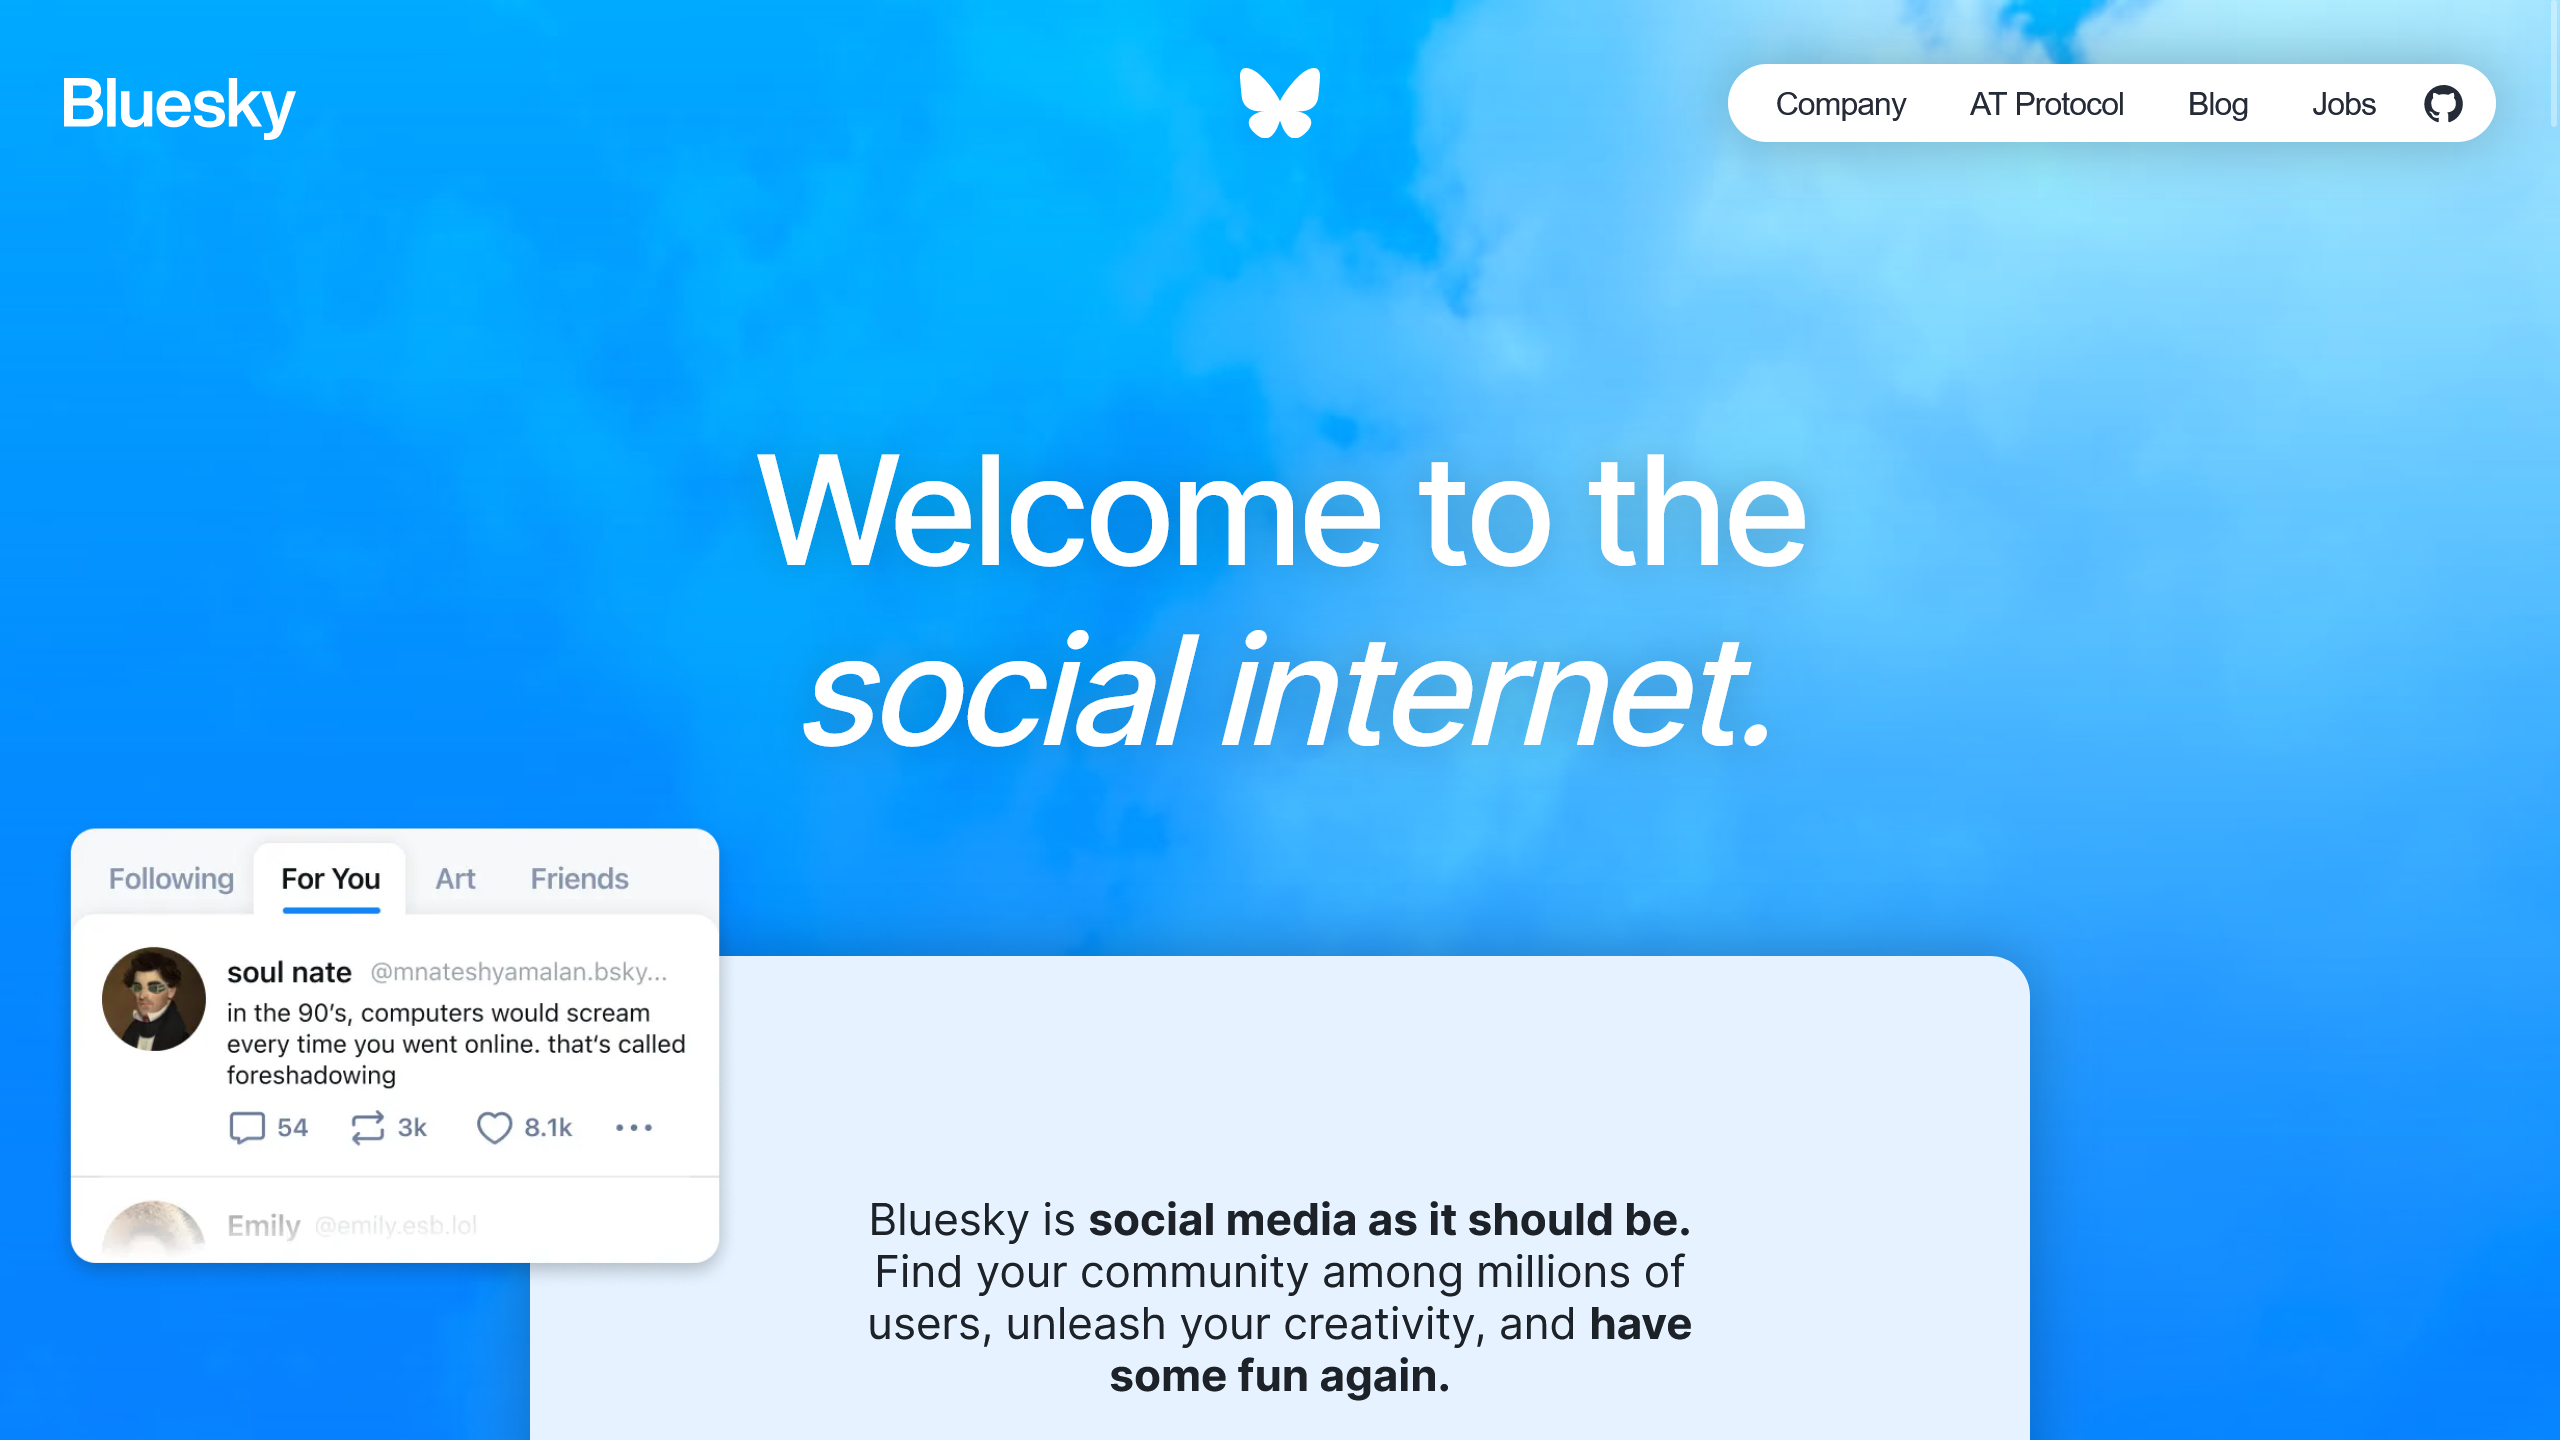 Bluesky
Company AT Protocol Blog Jobs
Welcome to the
social internet.
Following For You Art Friends
soul nate @mnateshyamalan.bsky...
in the 90’s, computers would scream
every time you went online. that‘s called
foreshadowing
54 3k 8.1k
Emily @emily.esb.lol
Bluesky is social media as it should be.
Find your community among millions of
users, unleash your creativity, and have
some fun again.